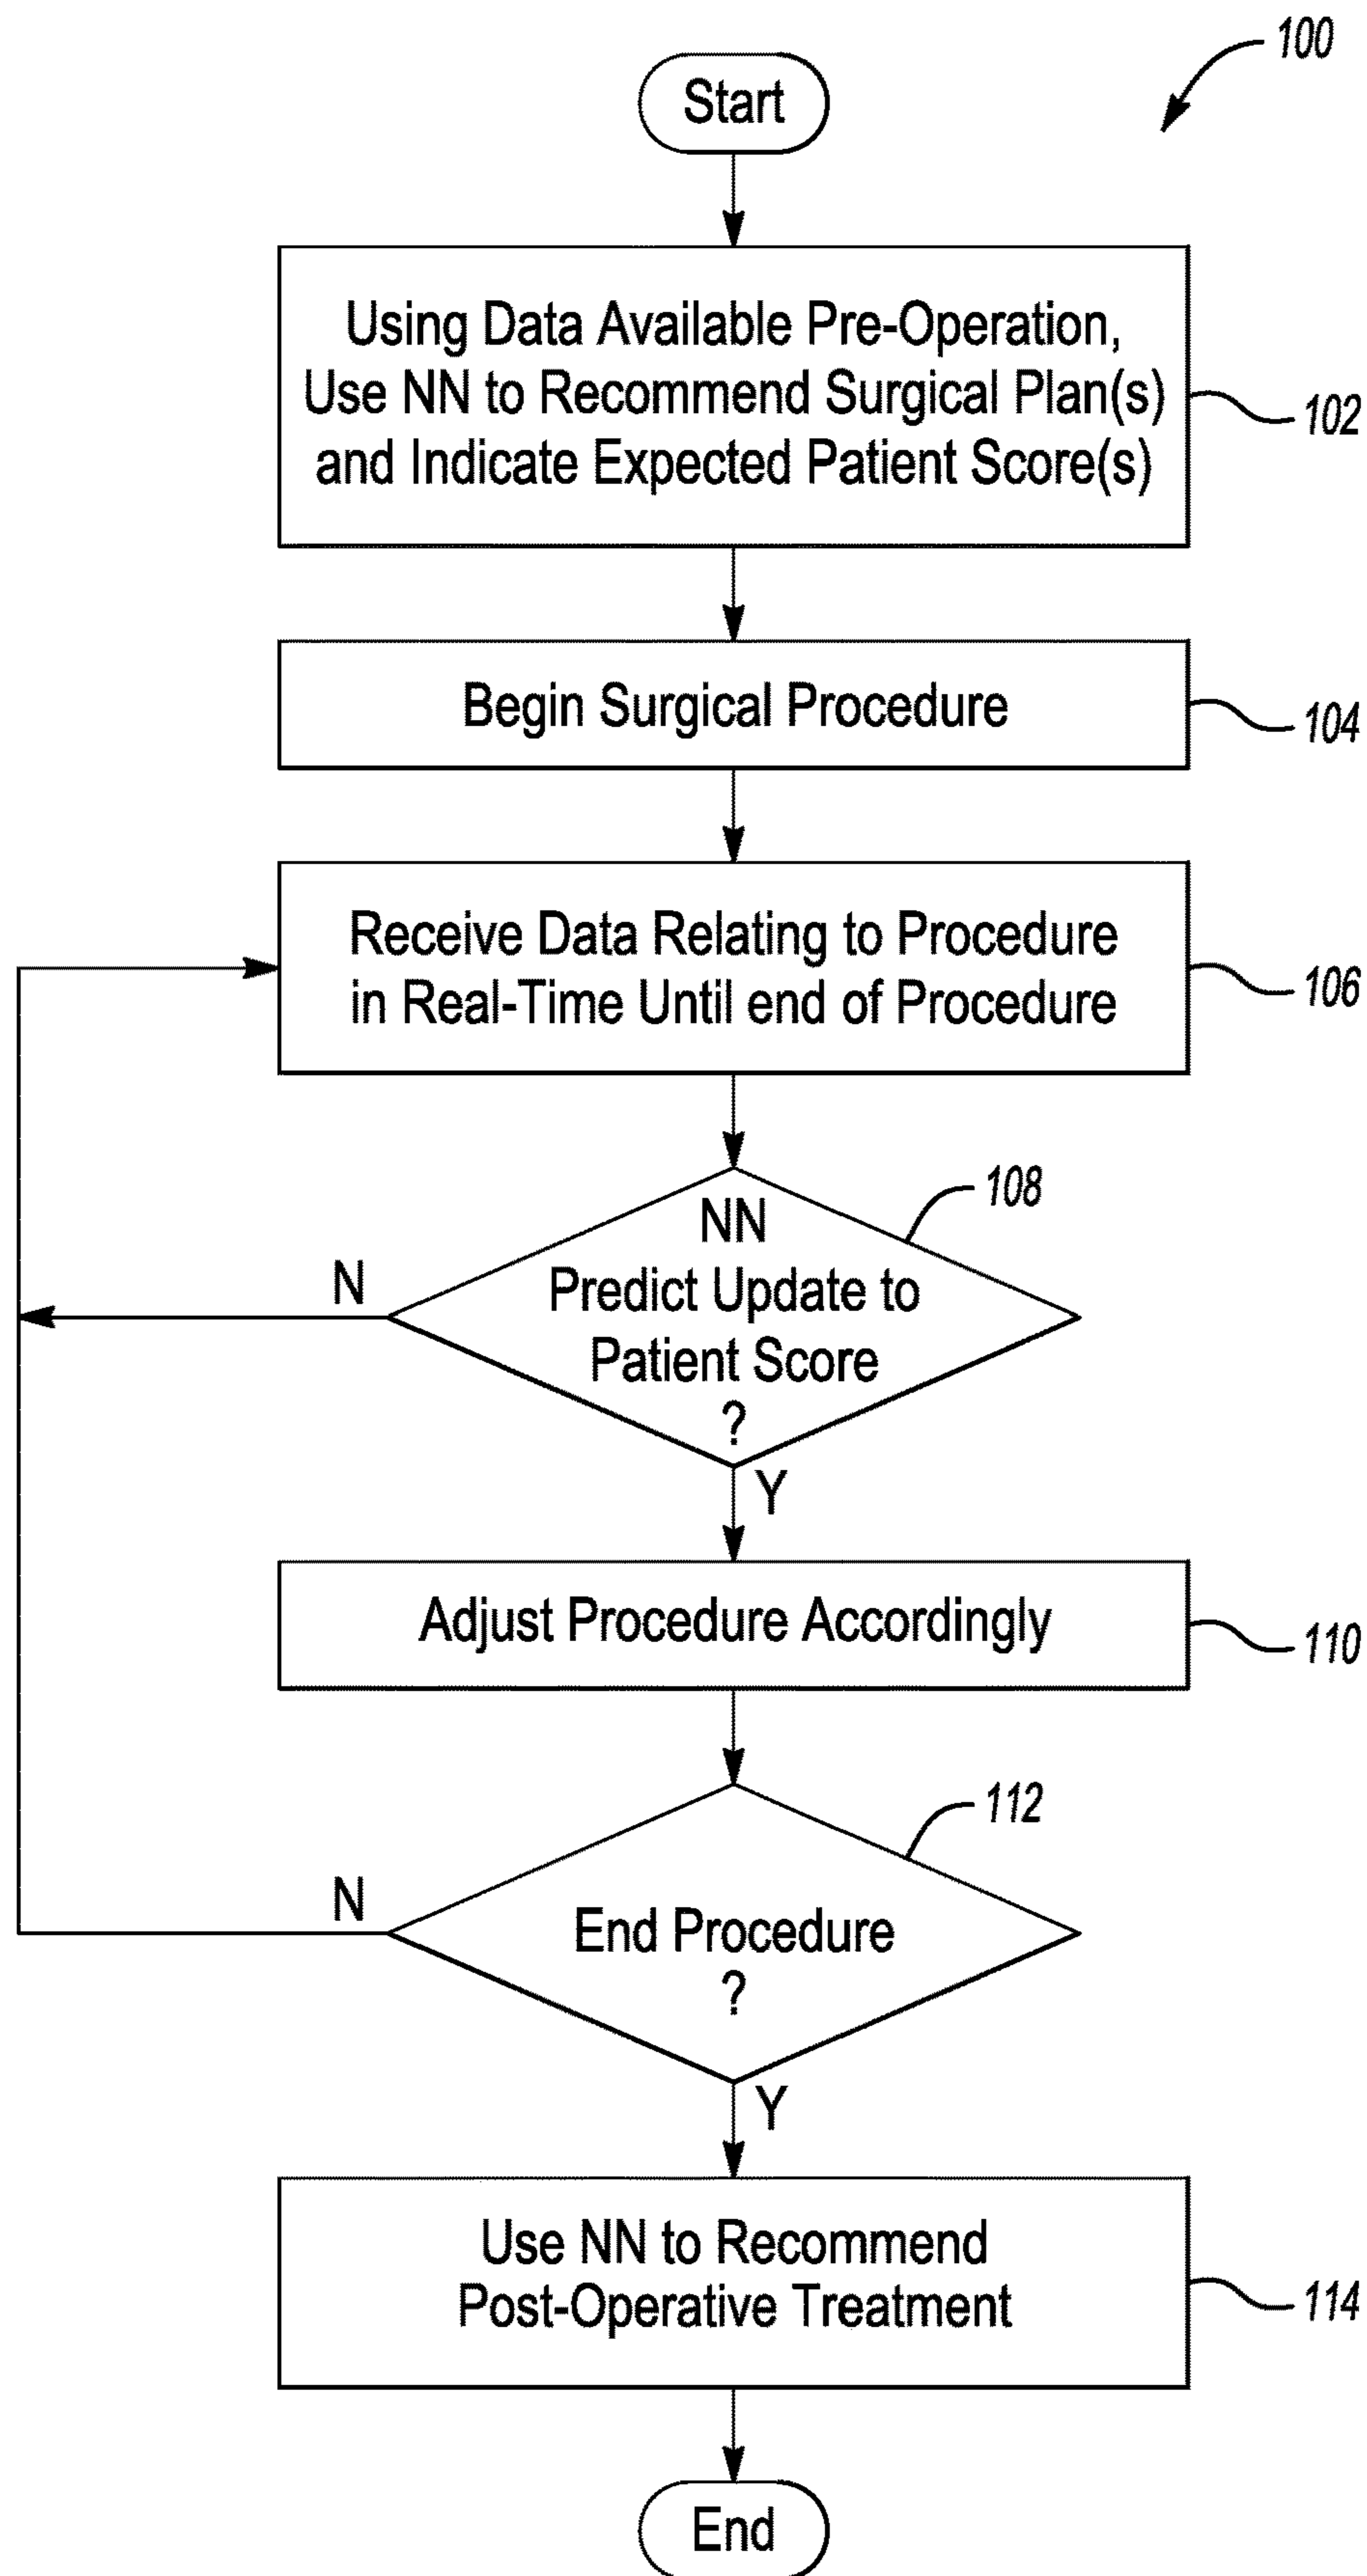 100
Start
Using Data Available Pre-Operation,
Use NN to Recommend Surgical Plan(s)
and Indicate Expected Patient Score(s)
102
Begin Surgical Procedure
104
Receive Data Relating to Procedure
in Real-Time Until end of Procedure
106
108
NN
Predict Update to
Patient Score
?
N
Y
Adjust Procedure Accordingly
110
112
End Procedure
?
N
Y
Use NN to Recommend
Post-Operative Treatment
114
End